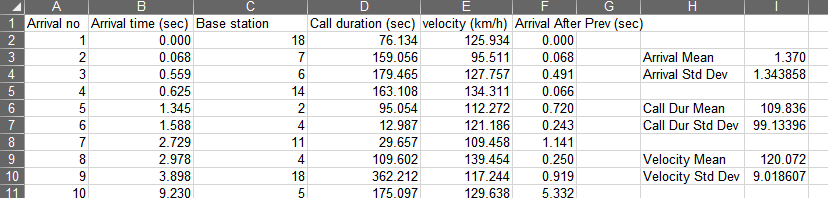 A B C D E F G H I
1 Arrival no Arrival time (sec) Base station Call duration (sec) velocity (km/h) Arrival After Prev (sec)
2 1 0.000 18 76.134 125.934 0.000
3 2 0.068 7 159.056 95.511 0.068 Arrival Mean 1.370
4 3 0.559 6 179.465 127.757 0.491 Arrival Std Dev 1.343858
5 4 0.625 14 163.108 134.311 0.066
6 5 1.345 2 95.054 112.272 0.720 Call Dur Mean 109.836
7 6 1.588 4 12.987 121.186 0.243 Call Dur Std Dev 99.13396
8 7 2.729 11 29.657 109.458 1.141
9 8 2.978 4 109.602 139.454 0.250 Velocity Mean 120.072
10 9 3.898 18 362.212 117.244 0.919 Velocity Std Dev 9.018607
11 10 9.230 5 175.097 129.638 5.332